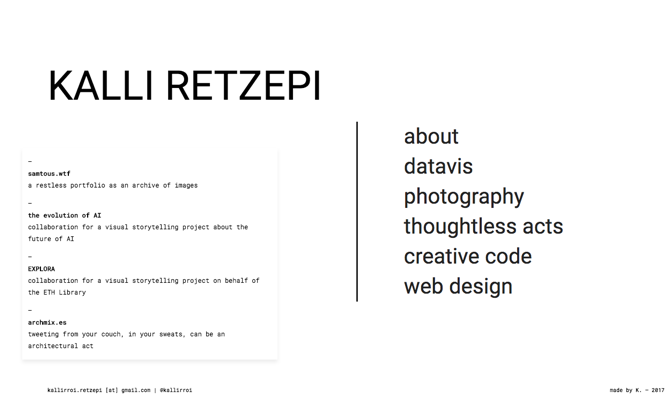 KALLI RETZEPI
–
samtous.wtf
a restless portfolio as an archive of images
–
the evolution of AI
collaboration for a visual storytelling project about the
future of AI
–
EXPLORA
collaboration for a visual storytelling project on behalf of
the ETH Library
–
archmix.es
tweeting from your couch, in your sweats, can be an
architectural act
about
datavis
photography
thoughtless acts
creative code
web design
kallirroi.retzepi [at] gmail.com | @kallirroi
made by K. – 2017